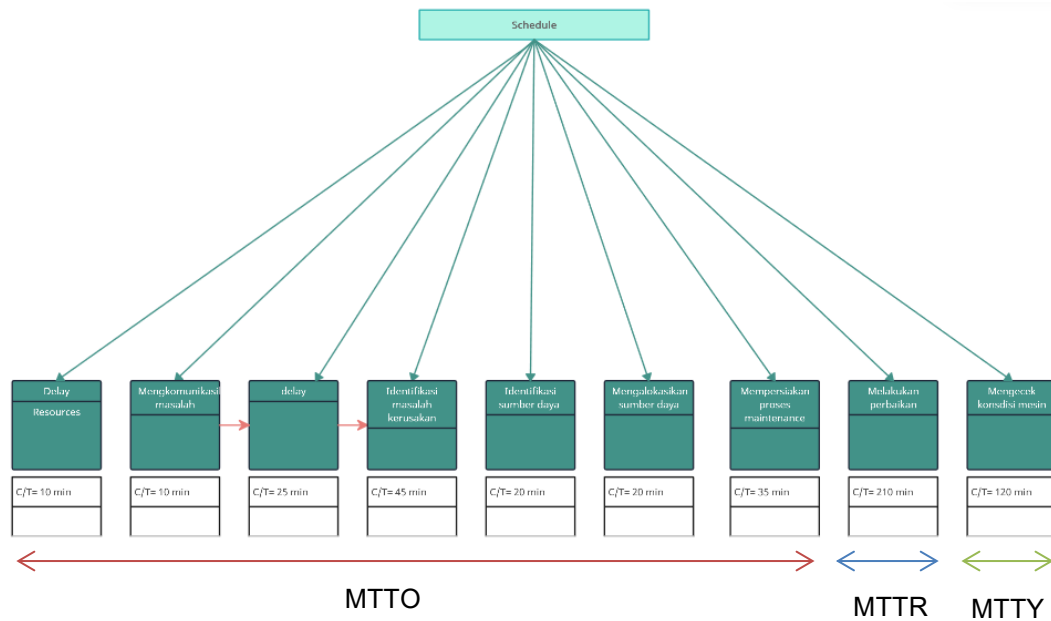 Schedule
Delay
Resources
Mengkomunikasil
masalah
delay
Identifikasi
masalah
kerusakan
Identifikasi
sumber daya
Mengalokasikan
sumber daya
Mempersiakan
proses
maintenance
Melakukan
perbaikan
Mengecek
konsdisi mesin
C/T= 10 min
C/T= 10 min
C/T= 25 min
C/T= 45 min
C/T= 20 min
C/T= 20 min
C/T= 35 min
C/T= 210 min
C/T= 120 min
MTTO
MTTR
MTTY